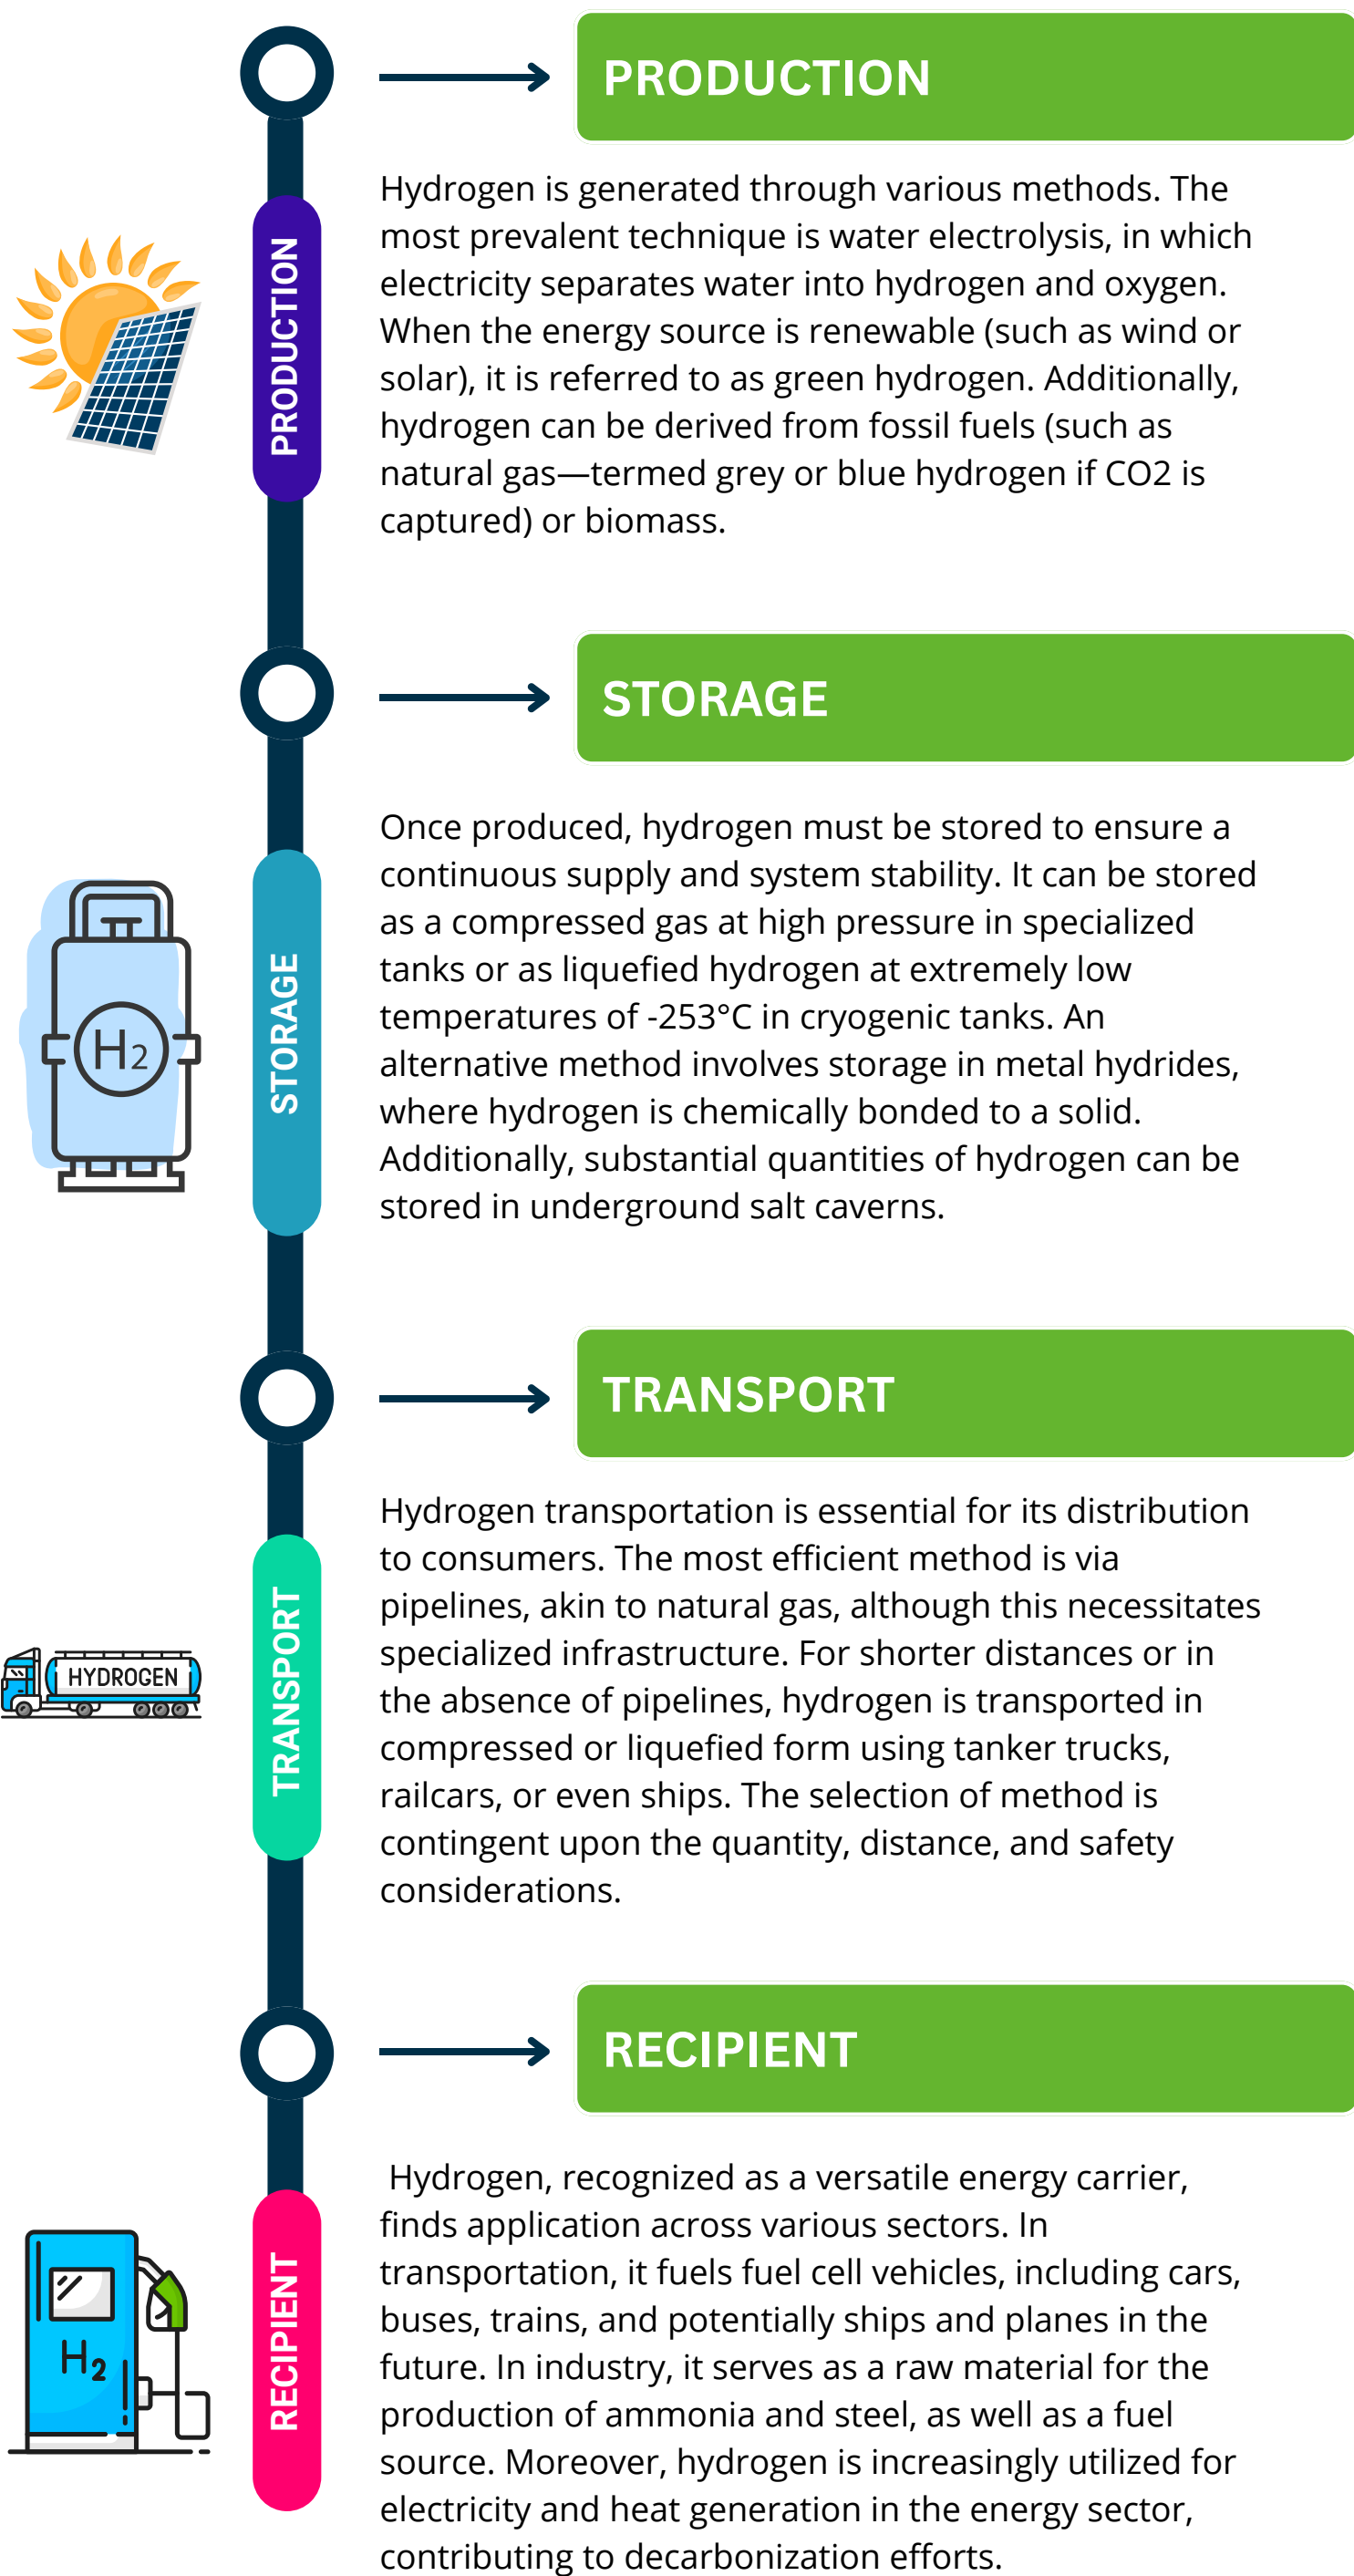 PRODUCTION
PRODUCTION
Hydrogen is generated through various methods. The
most prevalent technique is water electrolysis, in which
electricity separates water into hydrogen and oxygen.
When the energy source is renewable (such as wind or
solar), it is referred to as green hydrogen. Additionally,
hydrogen can be derived from fossil fuels (such as
natural gas—termed grey or blue hydrogen if CO2 is
captured) or biomass.
STORAGE
STORAGE
H2
Once produced, hydrogen must be stored to ensure a
continuous supply and system stability. It can be stored
as a compressed gas at high pressure in specialized
tanks or as liquefied hydrogen at extremely low
temperatures of -253°C in cryogenic tanks. An
alternative method involves storage in metal hydrides,
where hydrogen is chemically bonded to a solid.
Additionally, substantial quantities of hydrogen can be
stored in underground salt caverns.
TRANSPORT
TRANSPORT
HYDROGEN
Hydrogen transportation is essential for its distribution
to consumers. The most efficient method is via
pipelines, akin to natural gas, although this necessitates
specialized infrastructure. For shorter distances or in
the absence of pipelines, hydrogen is transported in
compressed or liquefied form using tanker trucks,
railcars, or even ships. The selection of method is
contingent upon the quantity, distance, and safety
considerations.
RECIPIENT
RECIPIENT
H2
Hydrogen, recognized as a versatile energy carrier,
finds application across various sectors. In
transportation, it fuels fuel cell vehicles, including cars,
buses, trains, and potentially ships and planes in the
future. In industry, it serves as a raw material for the
production of ammonia and steel, as well as a fuel
source. Moreover, hydrogen is increasingly utilized for
electricity and heat generation in the energy sector,
contributing to decarbonization efforts.